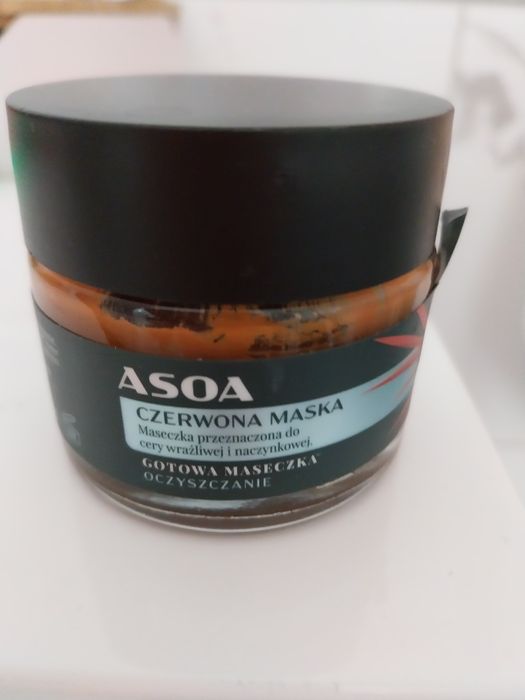 ASOA
CZERWONA MASKA
Maseczka przeznaczona do
cery wrażliwej i naczynkowej.
GOTOWA MASECZKA
OCZYSZCZANIE